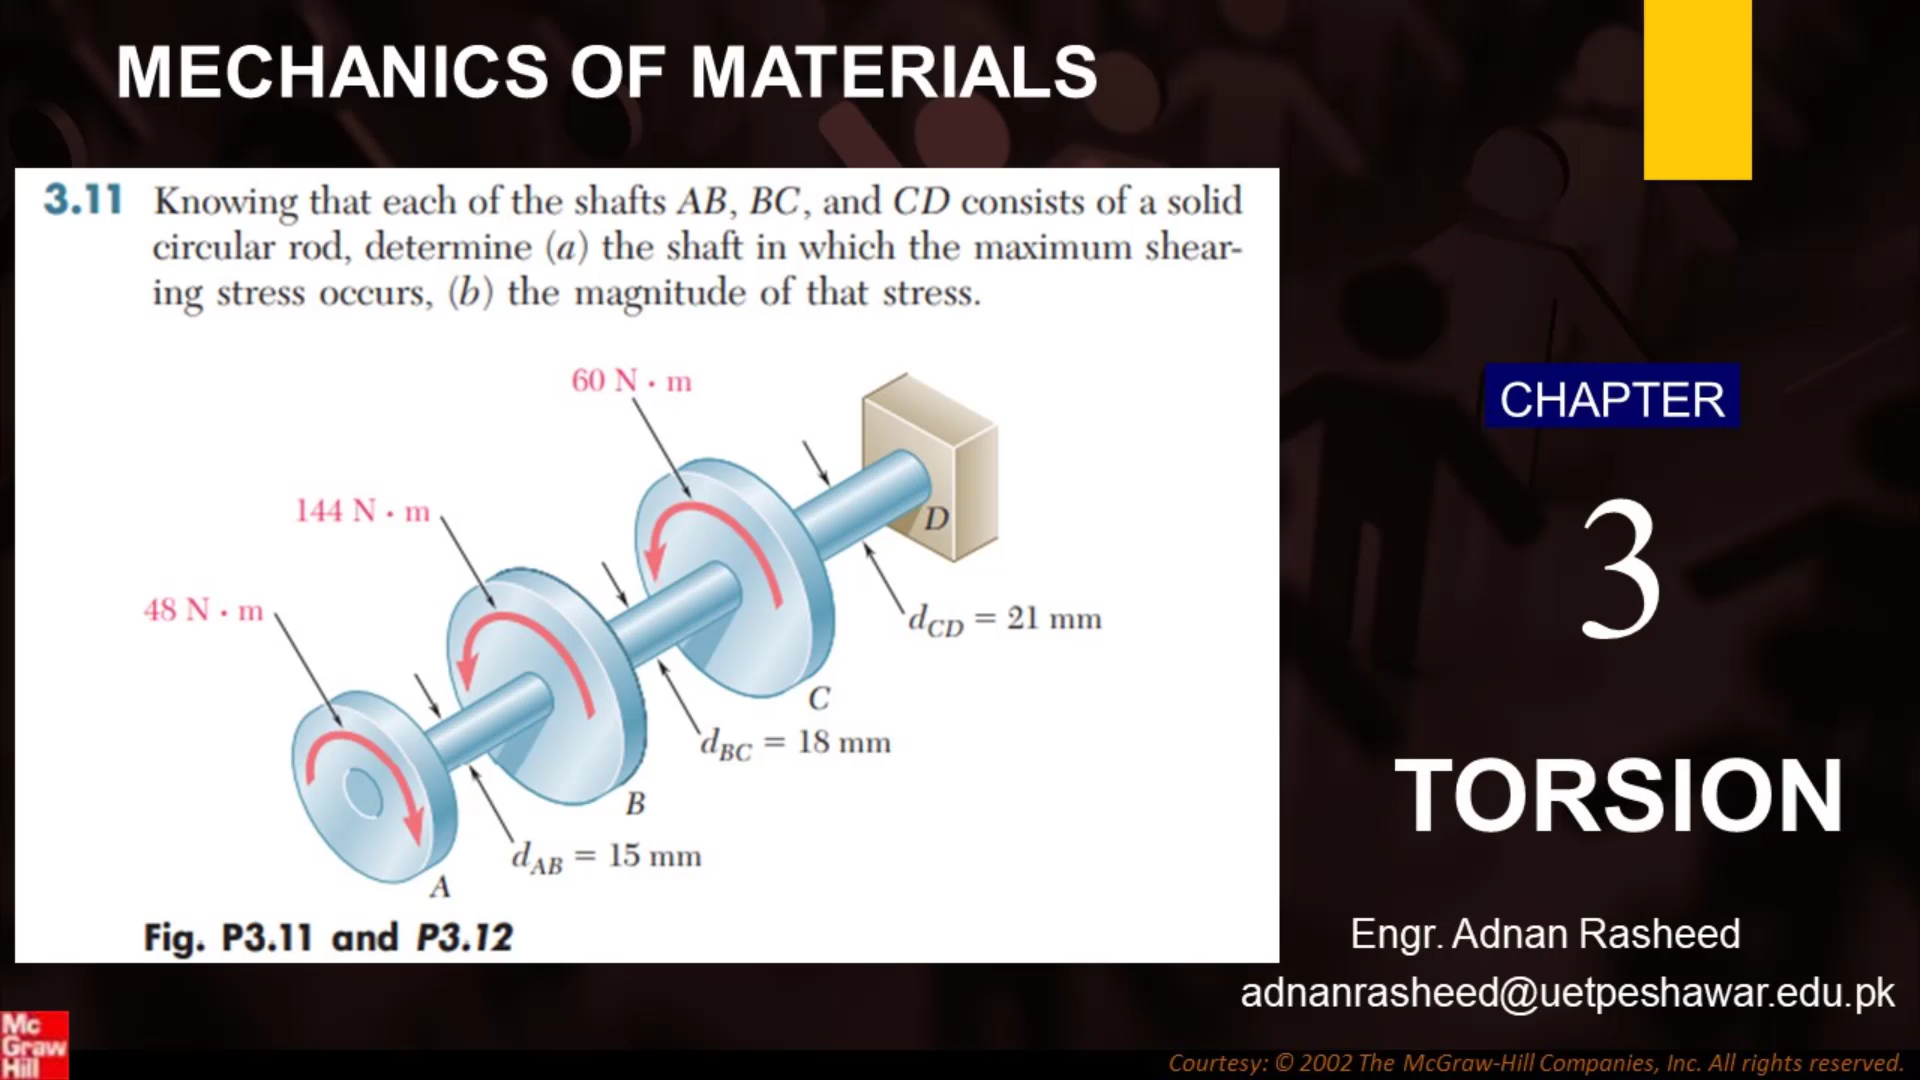 MECHANICS OF MATERIALS
3.11 Knowing that each of the shafts AB, BC, and CD consists of a solid
circular rod, determine (a) the shaft in which the maximum shear-
ing stress occurs, (b) the magnitude of that stress.
60 N · m
144 N · m
48 N · m
D
dCD = 21 mm
C
dBC = 18 mm
B
dAB = 15 mm
A
Fig. P3.11 and P3.12
CHAPTER
3
TORSION
Engr. Adnan Rasheed
adnanrasheed@uetpeshawar.edu.pk
Mc
Graw
Hill
Courtesy: © 2002 The McGraw-Hill Companies, Inc. All rights reserved.